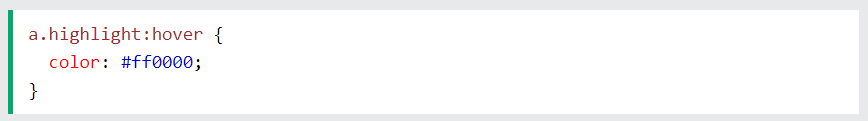 a.highlight:hover {
  color: #ff0000;
}